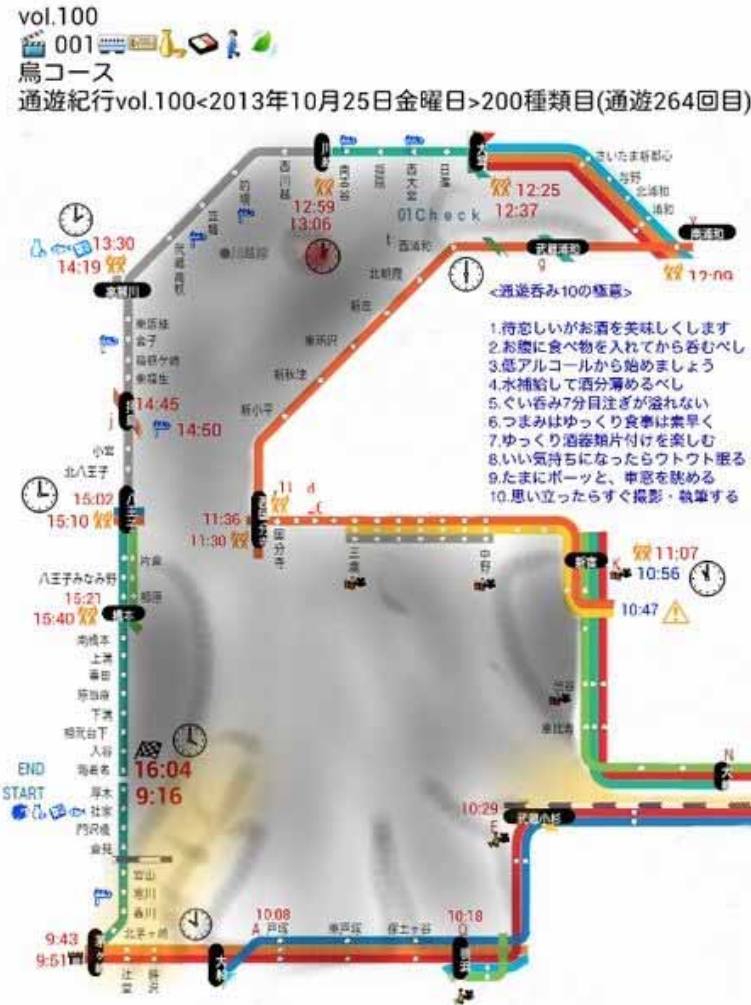 vol.100
001
鳥コース
通遊紀行vol.100<2013年10月25日金曜日>200種類目(通遊264回目)
川越
大宮
西川越
的場
笠幡
武蔵高萩
南古谷
指扇
西大宮
日進
さいたま新都心
与野
北浦和
浦和
南浦和
12:59
13:06
12:25
12:37
01Check
12:09
●川越線
t
西浦和
武蔵浦和
g
北朝霞
新座
東所沢
新秋津
新小平
13:30
14:19
高麗川
<通遊呑み10の極意>
1.待恋しいがお酒を美味しくします
2.お腹に食べ物を入れてから呑むべし
3.低アルコールから始めましょう
4.水補給して酒分薄めるべし
5.ぐい呑み7分目注ぎが溢れない
6.つまみはゆっくり食事は素早く
7.ゆっくり酒器類片付けを楽しむ
8.いい気持ちになったらウトウト眠る
9.たまにボーッと、車窓を眺める
10.思い立ったらすぐ撮影・執筆する
東飯能
金子
箱根ケ崎
東福生
拝島
j
14:45
14:50
小宮
北八王子
15:02
15:10
八王子
11:36
11:30
西国分寺
国分寺
三鷹
中野
新宿
K
11:07
10:56
10:47
片倉
八王子みなみ野
相原
15:21
15:40
橋本
南橋本
上溝
番田
原当麻
下溝
相武台下
入谷
海老名
END
16:04
START
9:16
厚木
社家
門沢橋
倉見
宮山
寒川
香川
北茅ヶ崎
9:43
9:51
茅ヶ崎
辻堂
藤沢
大船
A
10:08
戸塚
東戸塚
保土ヶ谷
10:18
横浜
10:29
武蔵小杉
E
渋谷
恵比寿
N